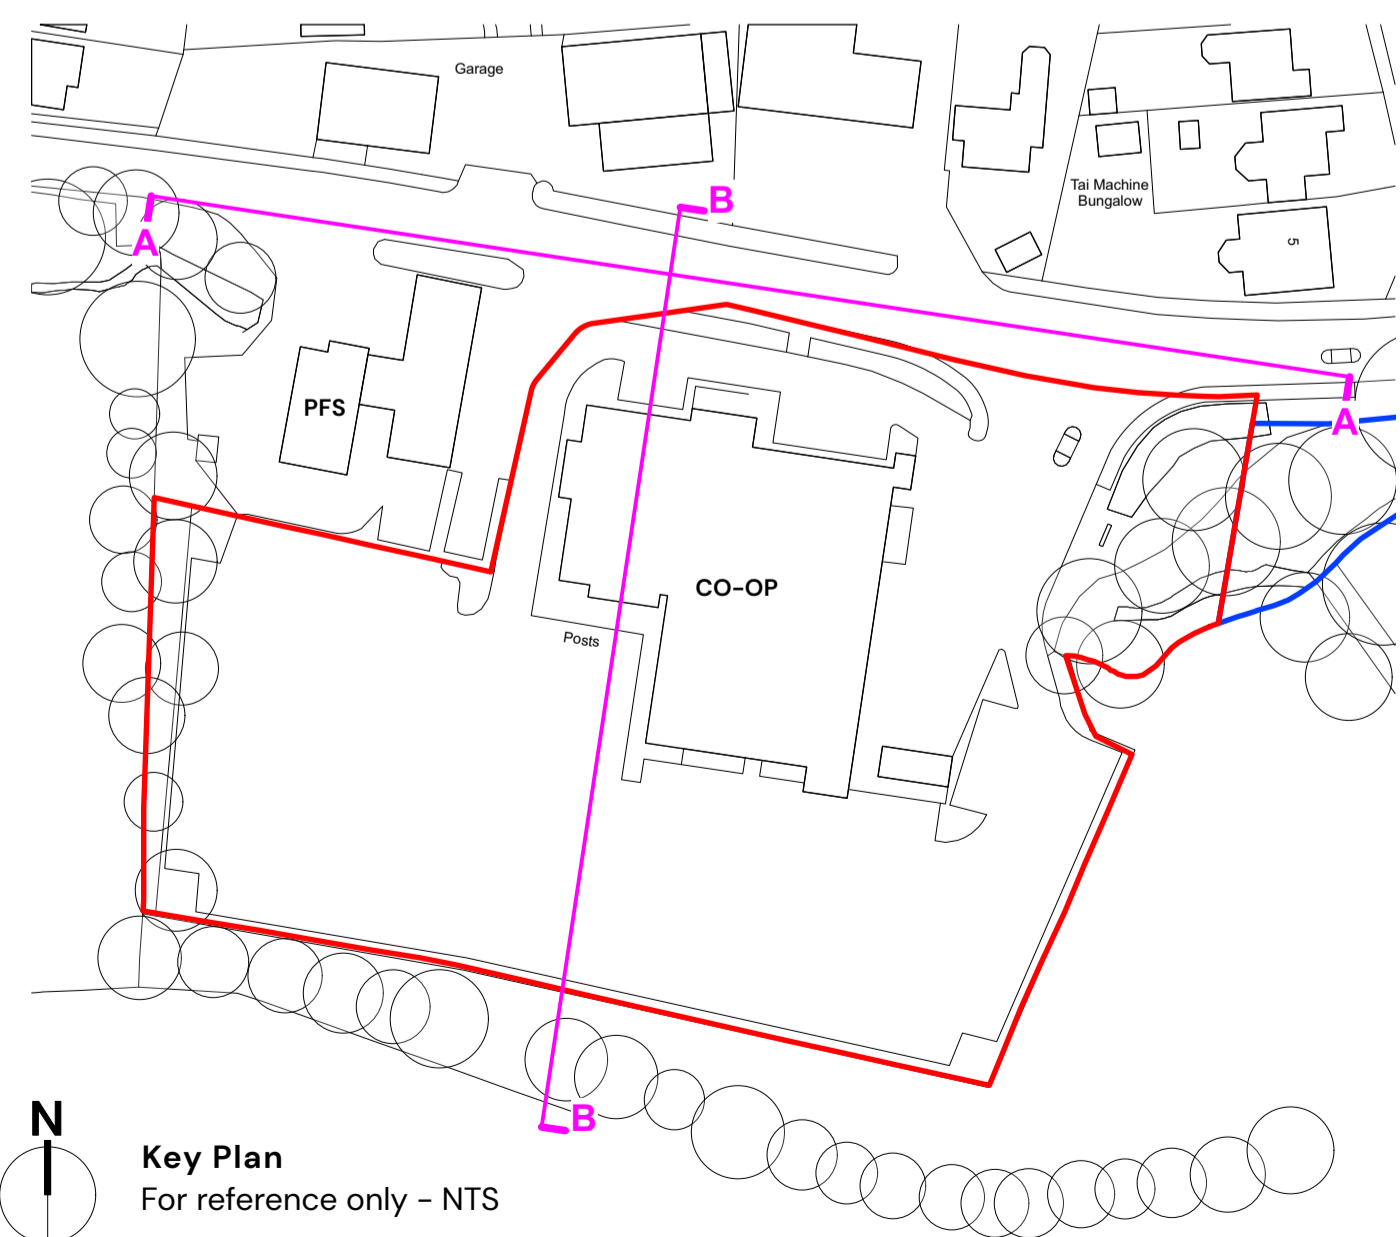 Garage
Tai Machine
Bungalow
5
B
A
PFS
A
CO-OP
Posts
B
N
Key Plan
For reference only - NTS